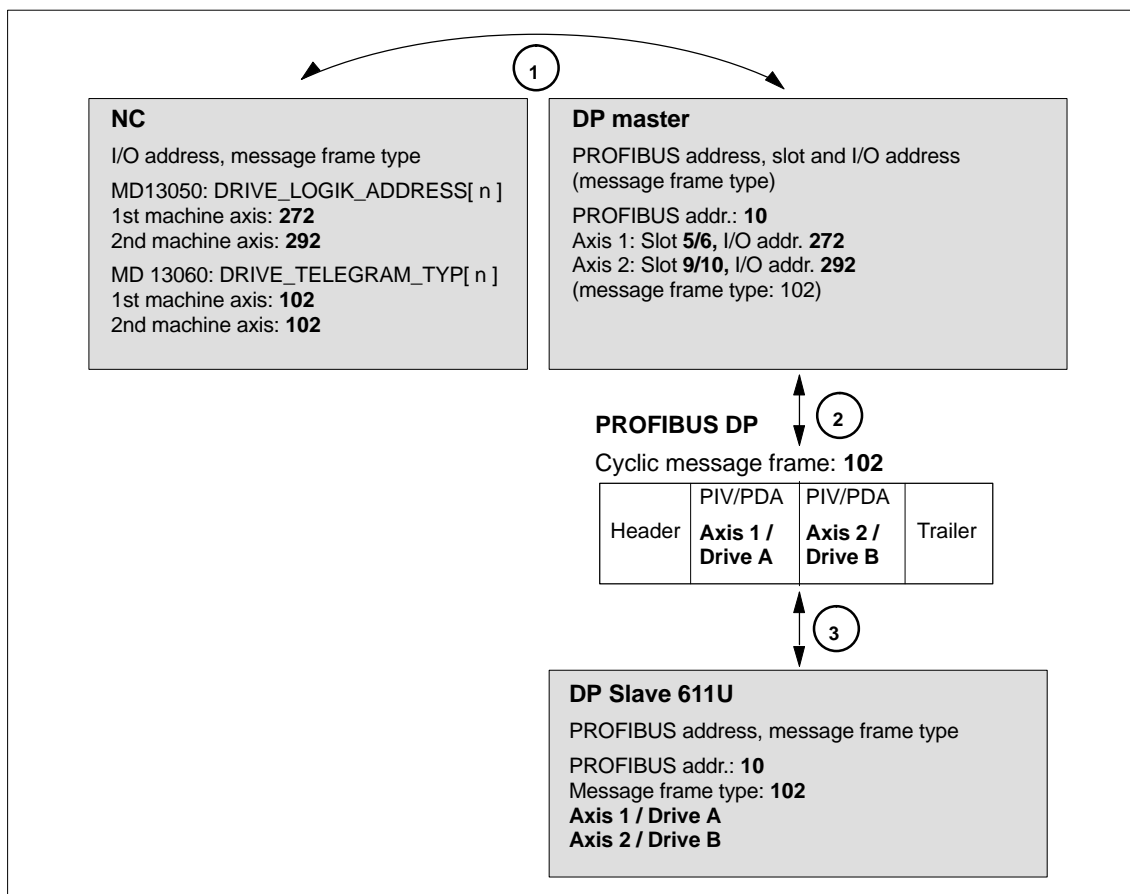 1
NC
I/O address, message frame type
MD13050: DRIVE_LOGIK_ADDRESS[ n ]
1st machine axis: 272
2nd machine axis: 292
MD 13060: DRIVE_TELEGRAM_TYP[ n ]
1st machine axis: 102
2nd machine axis: 102
DP master
PROFIBUS address, slot and I/O address
(message frame type)
PROFIBUS addr.: 10
Axis 1: Slot 5/6, I/O addr. 272
Axis 2: Slot 9/10, I/O addr. 292
(message frame type: 102)
2
PROFIBUS DP
Cyclic message frame: 102
Header
PIV/PDA
Axis 1 /
Drive A
PIV/PDA
Axis 2 /
Drive B
Trailer
3
DP Slave 611U
PROFIBUS address, message frame type
PROFIBUS addr.: 10
Message frame type: 102
Axis 1 / Drive A
Axis 2 / Drive B